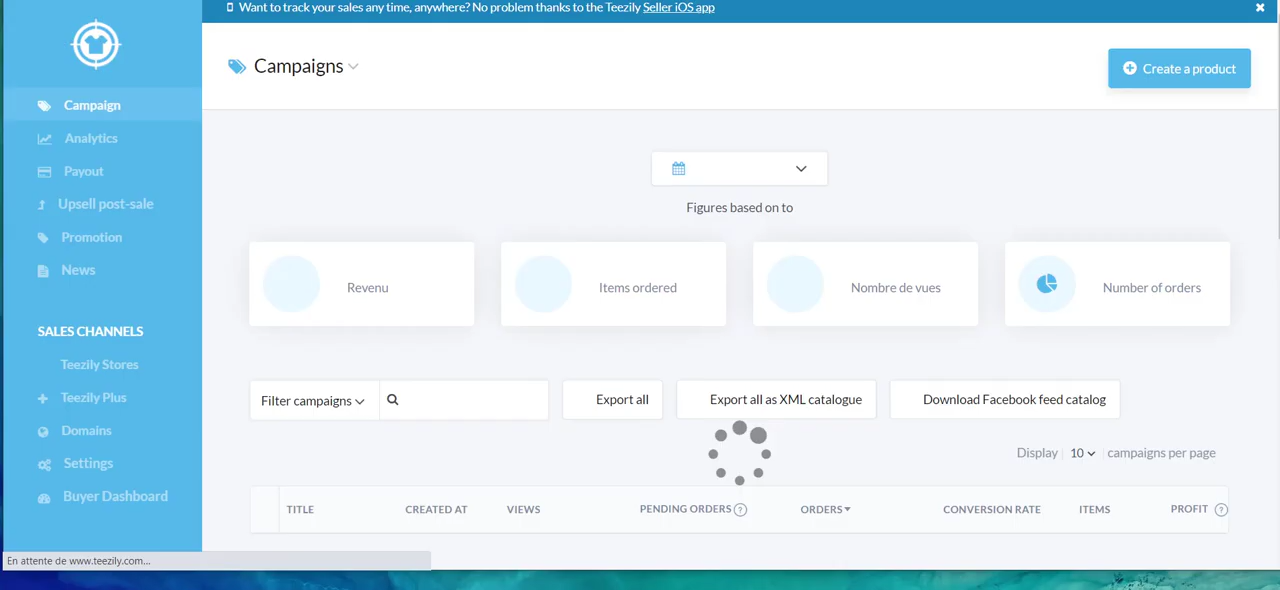 Want to track your sales any time, anywhere? No problem thanks to the Teezily Seller iOS app
Campaigns
Create a product
Campaign
Analytics
Payout
Upsell post-sale
Promotion
News
SALES CHANNELS
Teezily Stores
Teezily Plus
Domains
Settings
Buyer Dashboard
Figures based on to
Revenu
Items ordered
Nombre de vues
Number of orders
Filter campaigns
Export all
Export all as XML catalogue
Download Facebook feed catalog
Display 10 campaigns per page
TITLE CREATED AT VIEWS PENDING ORDERS ? ORDERS CONVERSION RATE ITEMS PROFIT ?
En attente de www.teezily.com...